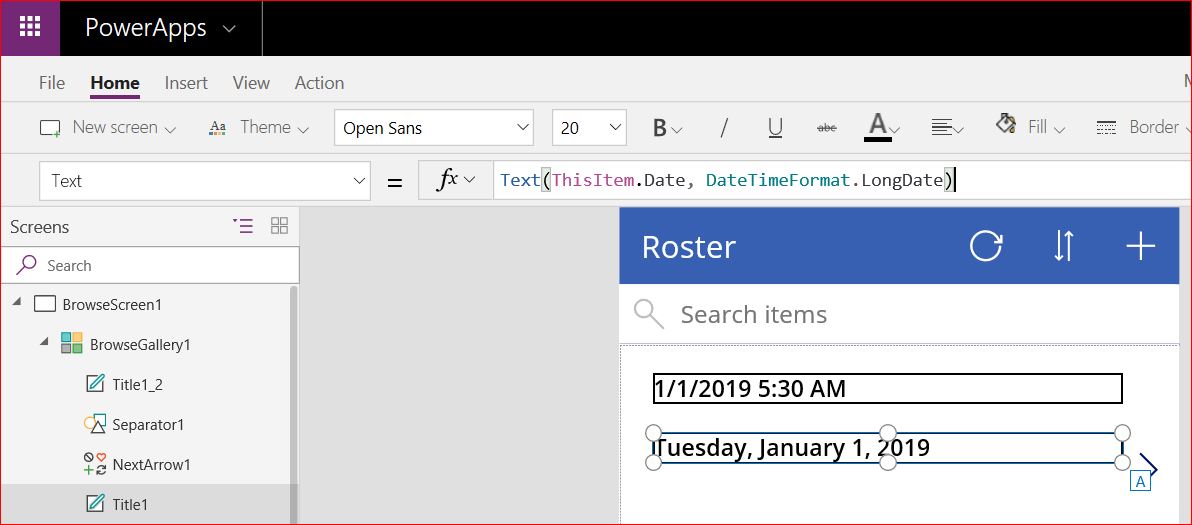 PowerApps
File Home Insert View Action
New screen Aa Theme Open Sans 20 B / U abc A Fill Border
Text = fx Text(ThisItem.Date, DateTimeFormat.LongDate)
Screens
Search
BrowseScreen1
BrowseGallery1
Title1_2
Separator1
NextArrow1
Title1
Roster
Search items
1/1/2019 5:30 AM
Tuesday, January 1, 2019
A